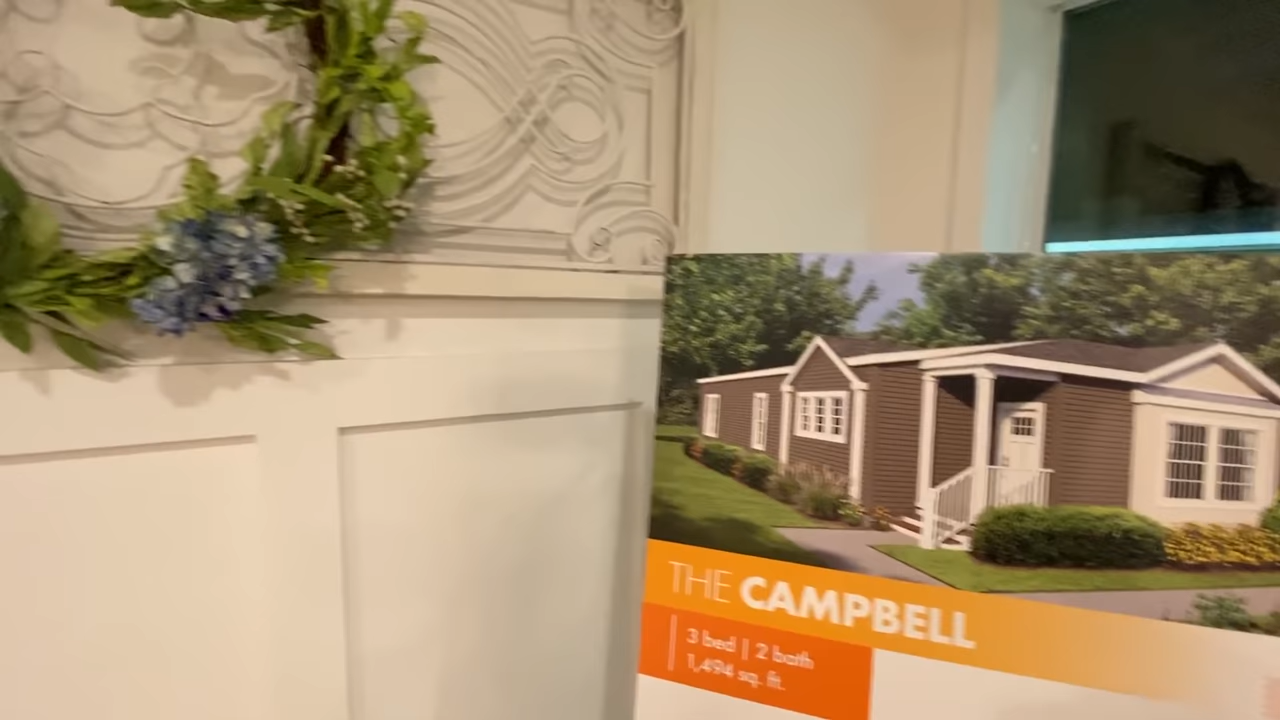 THE CAMPBELL
3 bed | 2 bath
1,494 sq. ft.